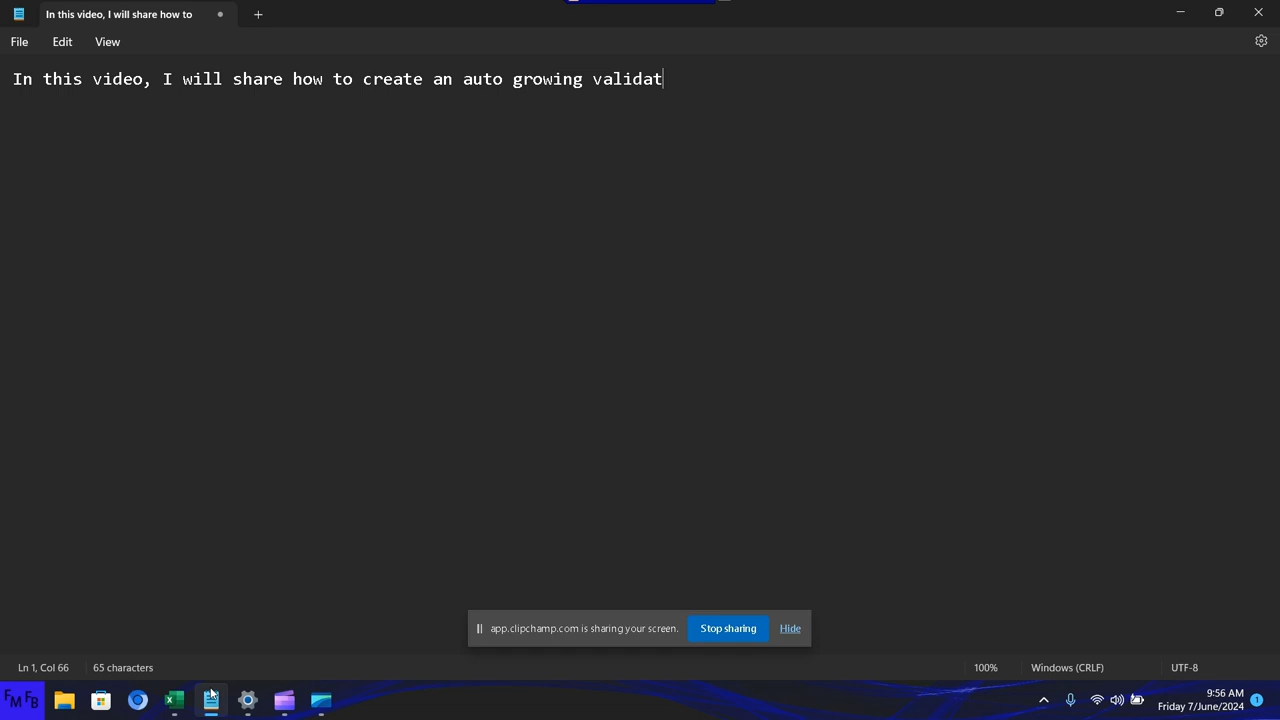 In this video, I will share how to
File Edit View
In this video, I will share how to create an auto growing validat
app.clipchamp.com is sharing your screen. Stop sharing Hide
Ln 1, Col 66 65 characters 100% Windows (CRLF) UTF-8
FMFB 9:56 AM
Friday 7/June/2024 1